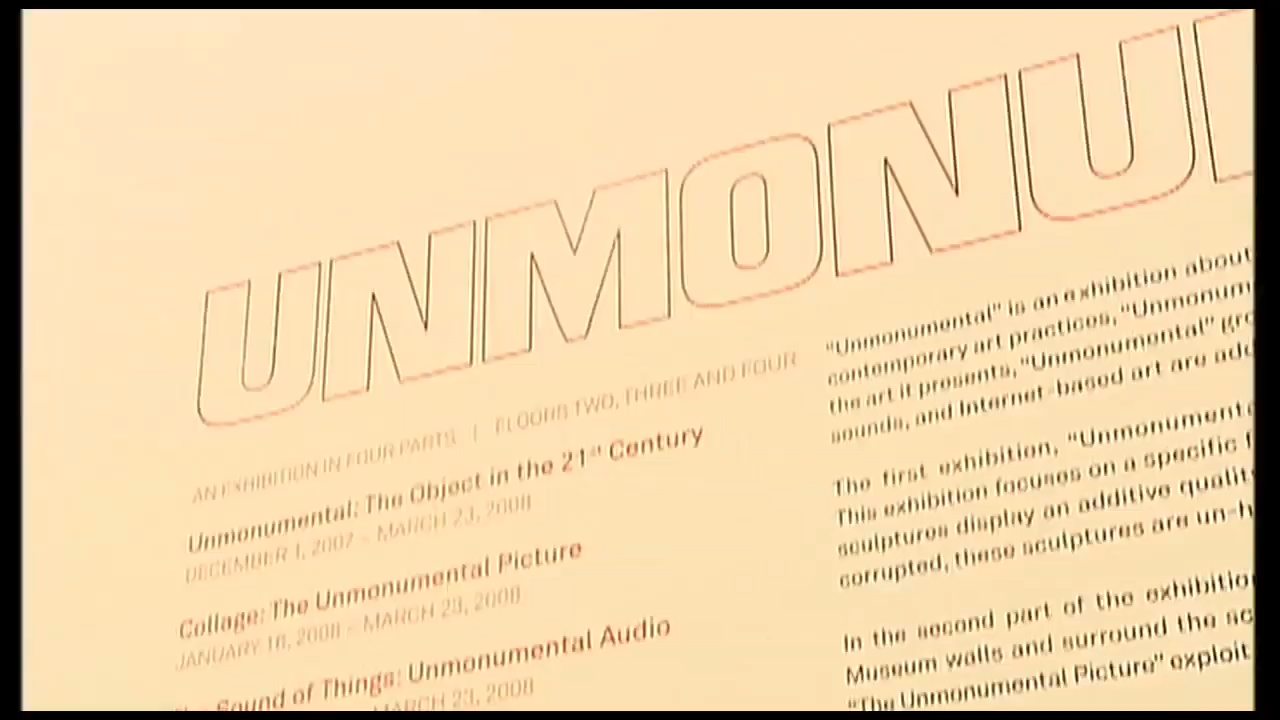 UNMONU
AN EXHIBITION IN FOUR PARTS | FLOORS TWO, THREE AND FOUR
Unmonumental: The Object in the 21st Century
DECEMBER 1, 2007 – MARCH 23, 2008
Collage: The Unmonumental Picture
JANUARY 16, 2008 – MARCH 23, 2008
Sound of Things: Unmonumental Audio
MARCH 23, 2008
“Unmonumental” is an exhibition about
contemporary art practices, “Unmonum
the art it presents, “Unmonumental” gro
sounds, and Internet-based art are add
The first exhibition, “Unmonumenta
This exhibition focuses on a specific f
sculptures display an additive qualit
corrupted, these sculptures are un-h
In the second part of the exhibitio
Museum walls and surround the sc
“The Unmonumental Picture” exploit